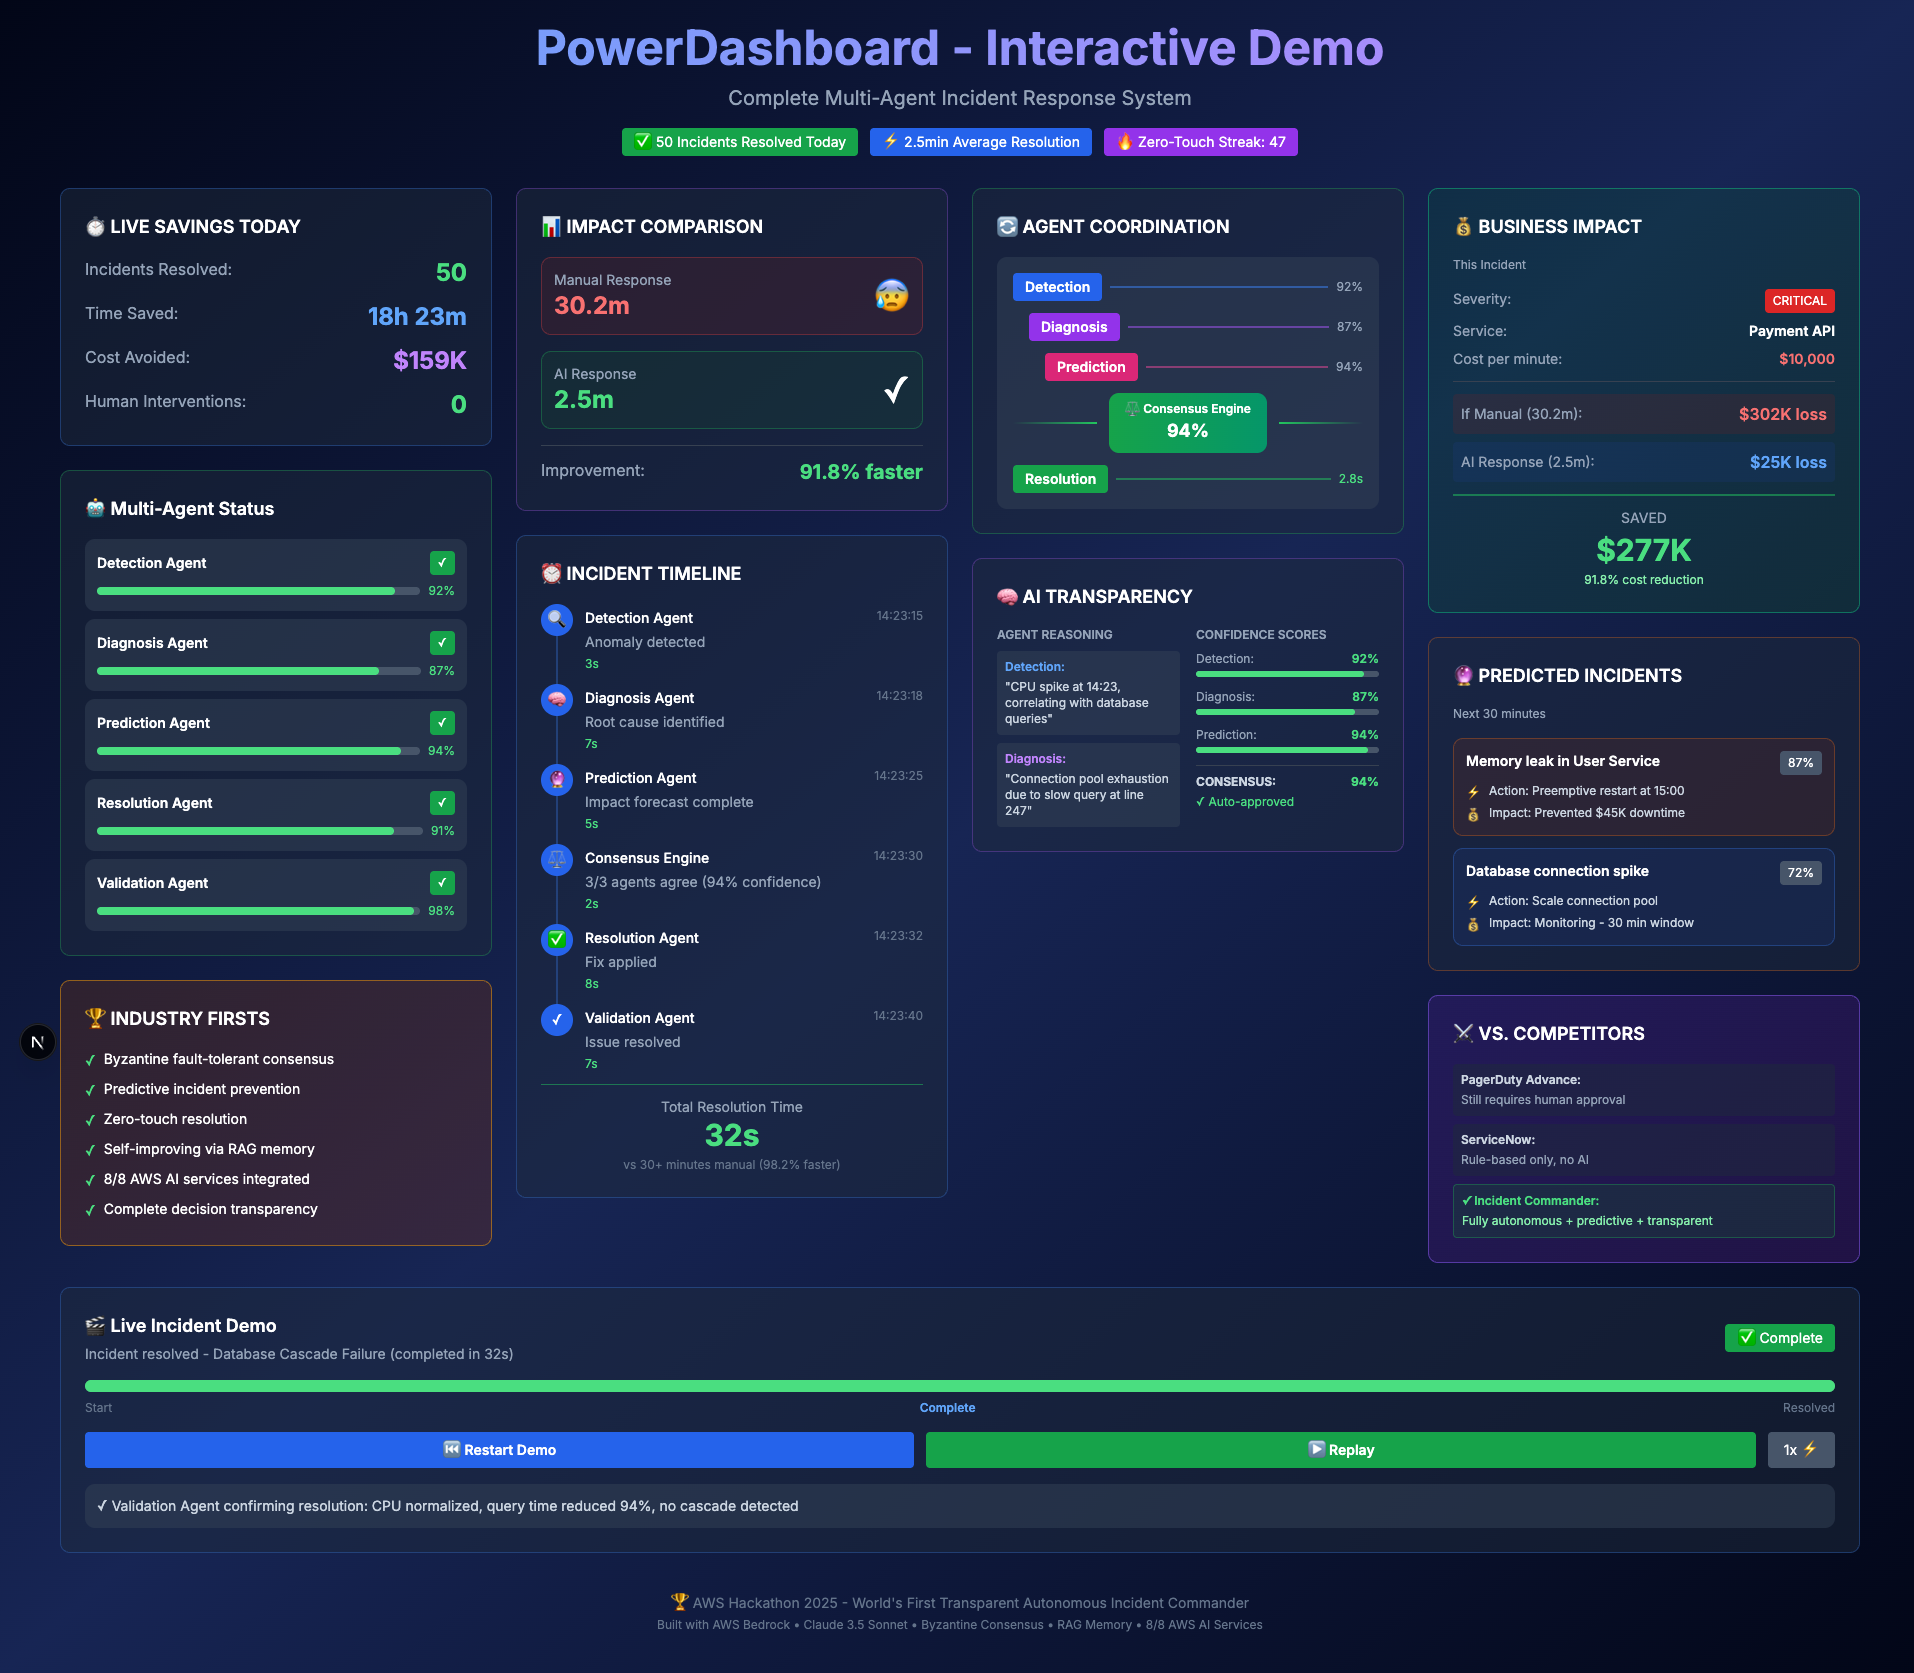 PowerDashboard - Interactive Demo
Complete Multi-Agent Incident Response System
✅ 50 Incidents Resolved Today
⚡ 2.5min Average Resolution
🔥 Zero-Touch Streak: 47
⏱️ LIVE SAVINGS TODAY
Incidents Resolved: 50
Time Saved: 18h 23m
Cost Avoided: $159K
Human Interventions: 0
🤖 Multi-Agent Status
Detection Agent ✓
92%
Diagnosis Agent ✓
87%
Prediction Agent ✓
94%
Resolution Agent ✓
91%
Validation Agent ✓
98%
🏆 INDUSTRY FIRSTS
✓ Byzantine fault-tolerant consensus
✓ Predictive incident prevention
✓ Zero-touch resolution
✓ Self-improving via RAG memory
✓ 8/8 AWS AI services integrated
✓ Complete decision transparency
N
📊 IMPACT COMPARISON
Manual Response
30.2m
AI Response
2.5m
Improvement: 91.8% faster
⏰ INCIDENT TIMELINE
Detection Agent 14:23:15
Anomaly detected
3s
Diagnosis Agent 14:23:18
Root cause identified
7s
Prediction Agent 14:23:25
Impact forecast complete
5s
Consensus Engine 14:23:30
3/3 agents agree (94% confidence)
2s
Resolution Agent 14:23:32
Fix applied
8s
Validation Agent 14:23:40
Issue resolved
7s
Total Resolution Time
32s
vs 30+ minutes manual (98.2% faster)
🔄 AGENT COORDINATION
Detection 92%
Diagnosis 87%
Prediction 94%
⚖️ Consensus Engine
94%
Resolution 2.8s
🧠 AI TRANSPARENCY
AGENT REASONING
Detection:
"CPU spike at 14:23,
correlating with database
queries"
Diagnosis:
"Connection pool exhaustion
due to slow query at line
247"
CONFIDENCE SCORES
Detection: 92%
Diagnosis: 87%
Prediction: 94%
CONSENSUS: 94%
✓ Auto-approved
💰 BUSINESS IMPACT
This Incident
Severity: CRITICAL
Service: Payment API
Cost per minute: $10,000
If Manual (30.2m): $302K loss
AI Response (2.5m): $25K loss
SAVED
$277K
91.8% cost reduction
🔮 PREDICTED INCIDENTS
Next 30 minutes
Memory leak in User Service 87%
⚡ Action: Preemptive restart at 15:00
💰 Impact: Prevented $45K downtime
Database connection spike 72%
⚡ Action: Scale connection pool
💰 Impact: Monitoring - 30 min window
⚔️ VS. COMPETITORS
PagerDuty Advance:
Still requires human approval
ServiceNow:
Rule-based only, no AI
✓ Incident Commander:
Fully autonomous + predictive + transparent
🎬 Live Incident Demo
Incident resolved - Database Cascade Failure (completed in 32s)
✅ Complete
Start Complete Resolved
⏮️ Restart Demo
▶️ Replay
1x ⚡
✓ Validation Agent confirming resolution: CPU normalized, query time reduced 94%, no cascade detected
🏆 AWS Hackathon 2025 - World's First Transparent Autonomous Incident Commander
Built with AWS Bedrock • Claude 3.5 Sonnet • Byzantine Consensus • RAG Memory • 8/8 AWS AI Services